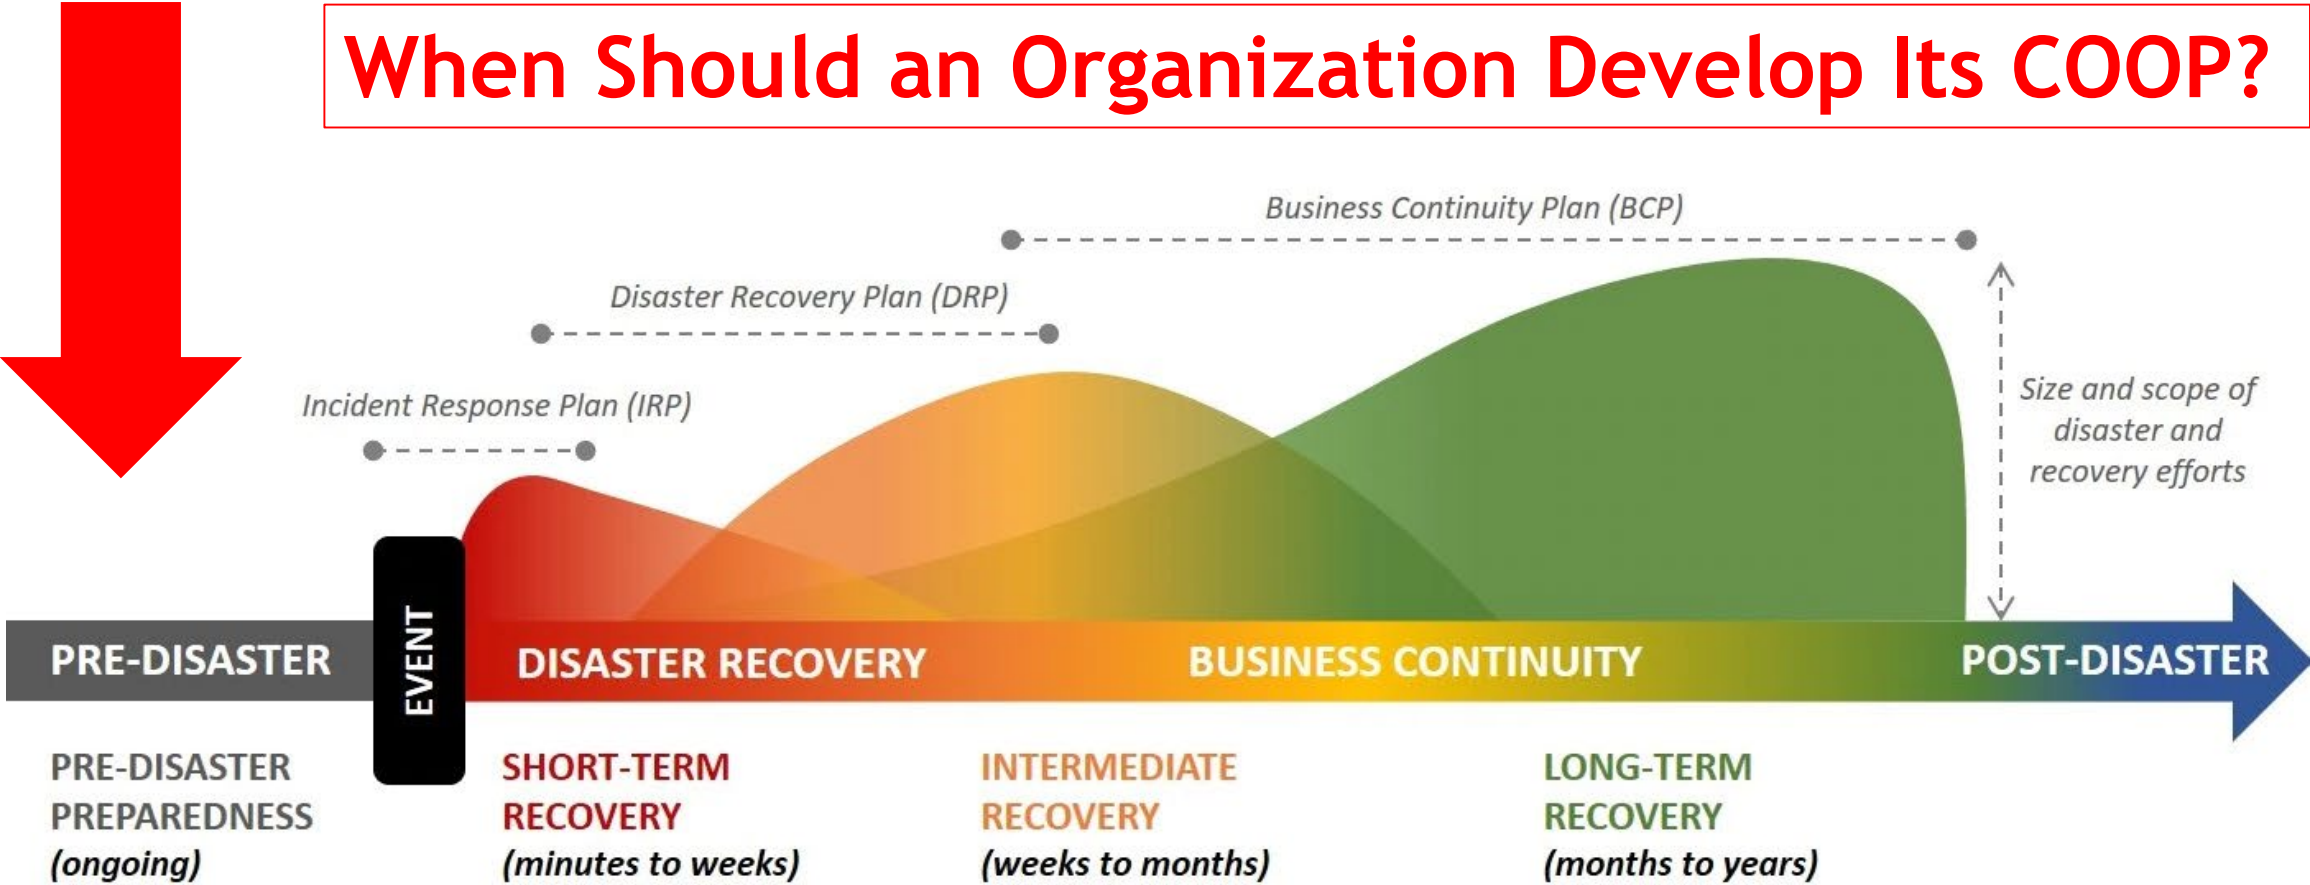 When Should an Organization Develop Its COOP?
Business Continuity Plan (BCP)
Disaster Recovery Plan (DRP)
Incident Response Plan (IRP)
Size and scope of
disaster and
recovery efforts
PRE-DISASTER
EVENT
DISASTER RECOVERY
BUSINESS CONTINUITY
POST-DISASTER
PRE-DISASTER
PREPAREDNESS
(ongoing)
SHORT-TERM
RECOVERY
(minutes to weeks)
INTERMEDIATE
RECOVERY
(weeks to months)
LONG-TERM
RECOVERY
(months to years)